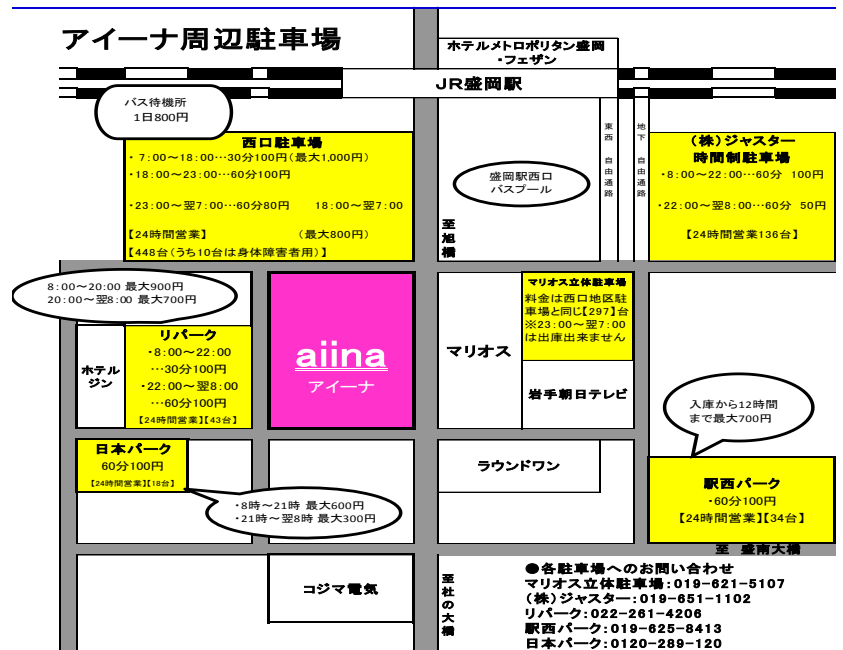 アイーナ周辺駐車場
ホテルメトロポリタン盛岡
・フェザン
JR盛岡駅
バス待機所
1日800円
西口駐車場
・ 7:00～18:00…30分100円(最大1,000円)
・18:00～23:00…60分100円
・23:00～翌7:00…60分80円　18:00～翌7:00
【24時間営業】　(最大800円)
【448台(うち10台は身体障害者用)】
盛岡駅西口
バスプール
東西 自由通路
地下 自由通路
(株)ジャスター
時間制駐車場
・8:00～22:00…60分 100円
・22:00～翌8:00…60分 50円
【24時間営業136台】
至旭橋
8:00～20:00 最大900円
20:00～翌8:00 最大700円
リパーク
・8:00～22:00
…30分100円
・22:00～翌8:00
…60分100円
【24時間営業】【43台】
ホテル
ジン
aiina
アイーナ
マリオス
マリオス立体駐車場
料金は西口地区駐
車場と同じ【297】台
※23:00～翌7:00
は出庫出来ません
岩手朝日テレビ
入庫から12時間
まで最大700円
日本パーク
60分100円
【24時間営業】【18台】
・8時～21時 最大600円
・21時～翌8時 最大300円
ラウンドワン
駅西パーク
・60分100円
【24時間営業】【34台】
至 盛南大橋
コジマ電気
至杜の大橋
●各駐車場へのお問い合わせ
マリオス立体駐車場:019-621-5107
(株)ジャスター:019-651-1102
リパーク:022-261-4206
駅西パーク:019-625-8413
日本パーク:0120-289-120